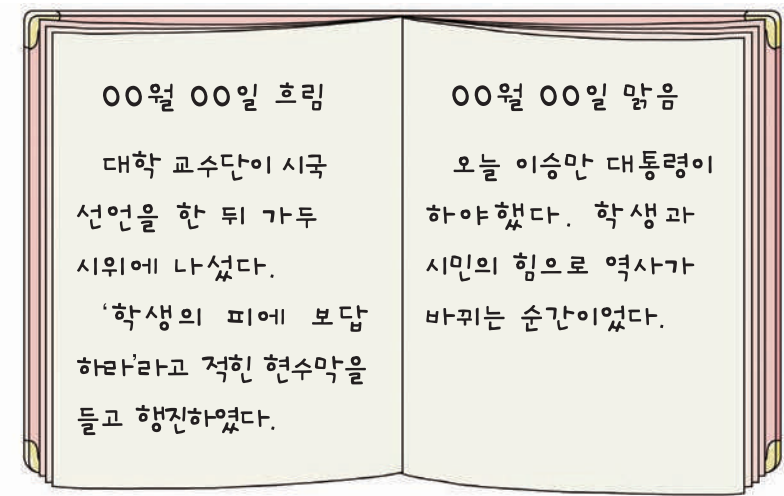 00월 00일 흐림
대학 교수단이 시국
선언을 한 뒤 가두
시위에 나섰다.
‘학생의 피에 보답
하라’라고 적힌 현수막을
들고 행진하였다.
00월 00일 맑음
오늘 이승만 대통령이
하야했다. 학생과
시민의 힘으로 역사가
바뀌는 순간이었다.